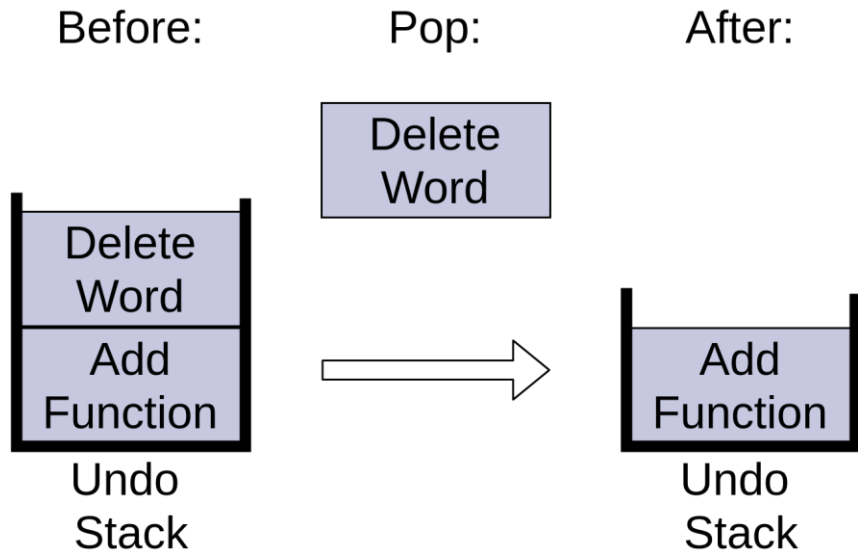 Before:
Pop:
After:
Delete
Word
Delete
Word
Add
Function
Undo
Stack
Add
Function
Undo
Stack